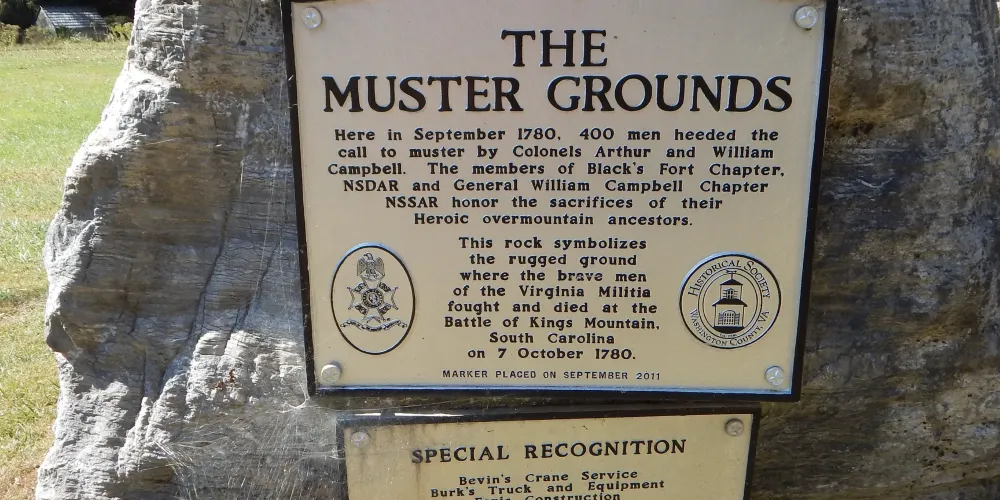 THE
MUSTER GROUNDS
Here in September 1780, 400 men heeded the
call to muster by Colonels Arthur and William
Campbell. The members of Black's Fort Chapter,
NSDAR and General William Campbell Chapter
NSSAR honor the sacrifices of their
Heroic overmountain ancestors.
This rock symbolizes
the rugged ground
where the brave men
of the Virginia Militia
fought and died at the
Battle of Kings Mountain,
South Carolina
on 7 October 1780.
HISTORICAL SOCIETY
WASHINGTON COUNTY, VA
MARKER PLACED ON SEPTEMBER 2011
SPECIAL RECOGNITION
Bevin's Crane Service
Burk's Truck and Equipment
Construction